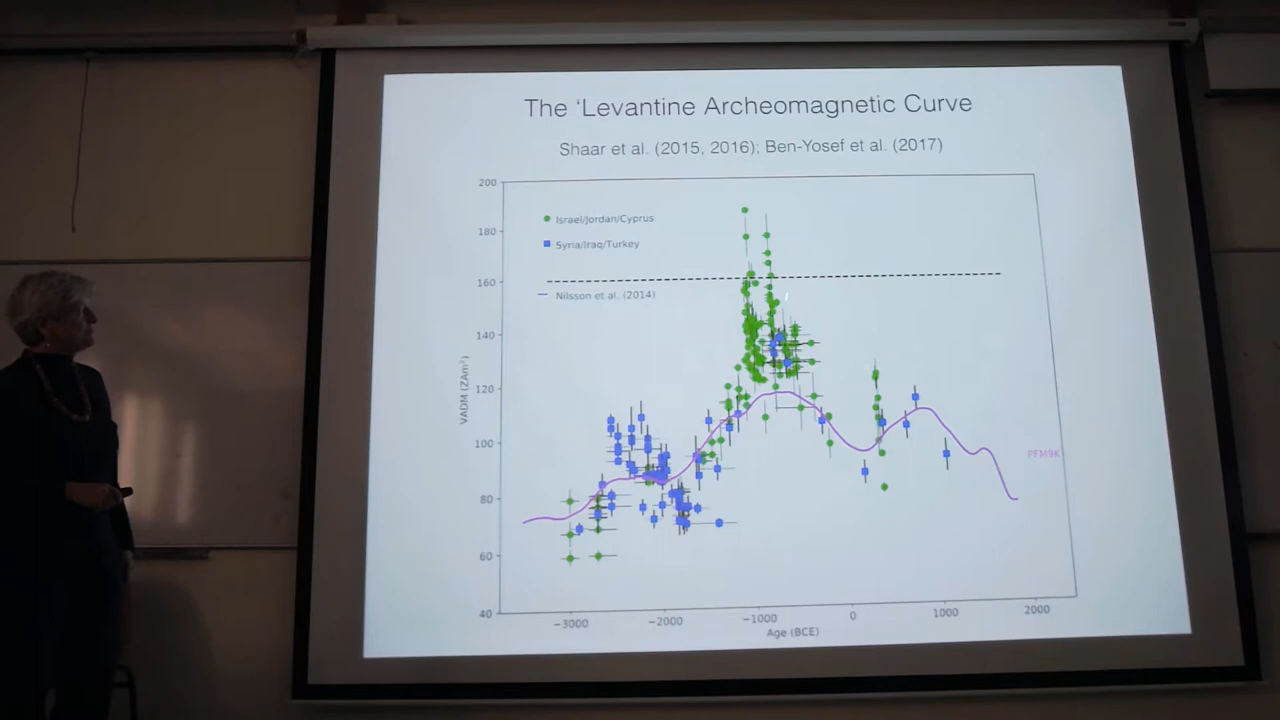 The ‘Levantine Archeomagnetic Curve
Shaar et al. (2015, 2016); Ben-Yosef et al. (2017)
200
180
160
140
120
100
80
60
40
VADM (ZAm²)
Israel/Jordan/Cyprus
Syria/Iraq/Turkey
Nilsson et al. (2014)
PFM9K
−3000
−2000
−1000
0
1000
2000
Age (BCE)